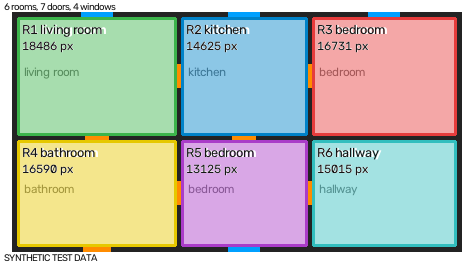 6 rooms, 7 doors, 4 windows
R1 living room
18486 px
living room
R2 kitchen
14625 px
kitchen
R3 bedroom
16731 px
bedroom
R4 bathroom
16590 px
bathroom
R5 bedroom
13125 px
bedroom
R6 hallway
15015 px
hallway
SYNTHETIC TEST DATA